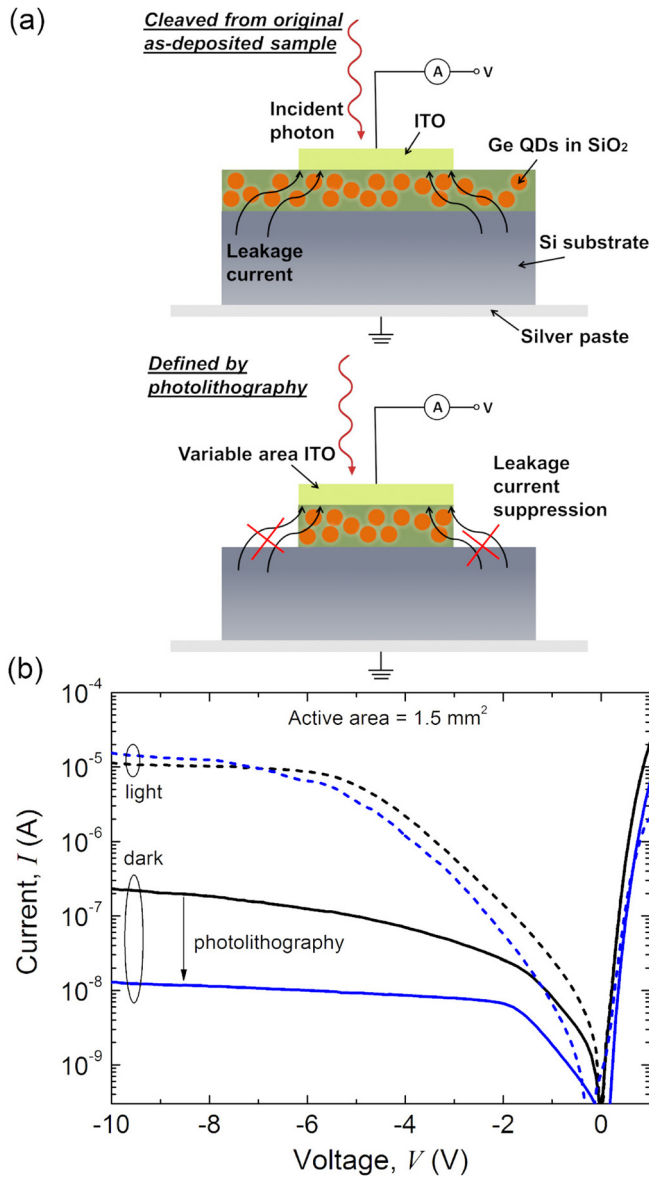 (a)
Cleaved from original
as-deposited sample
A
V
Incident
photon
ITO
Ge QDs in SiO₂
Leakage
current
Si substrate
Silver paste
Defined by
photolithography
A
V
Variable area ITO
Leakage
current
suppression
(b)
Active area = 1.5 mm²
light
dark
photolithography
10⁻⁴
10⁻⁵
10⁻⁶
10⁻⁷
10⁻⁸
10⁻⁹
Current, I (A)
-10 -8 -6 -4 -2 0
Voltage, V (V)